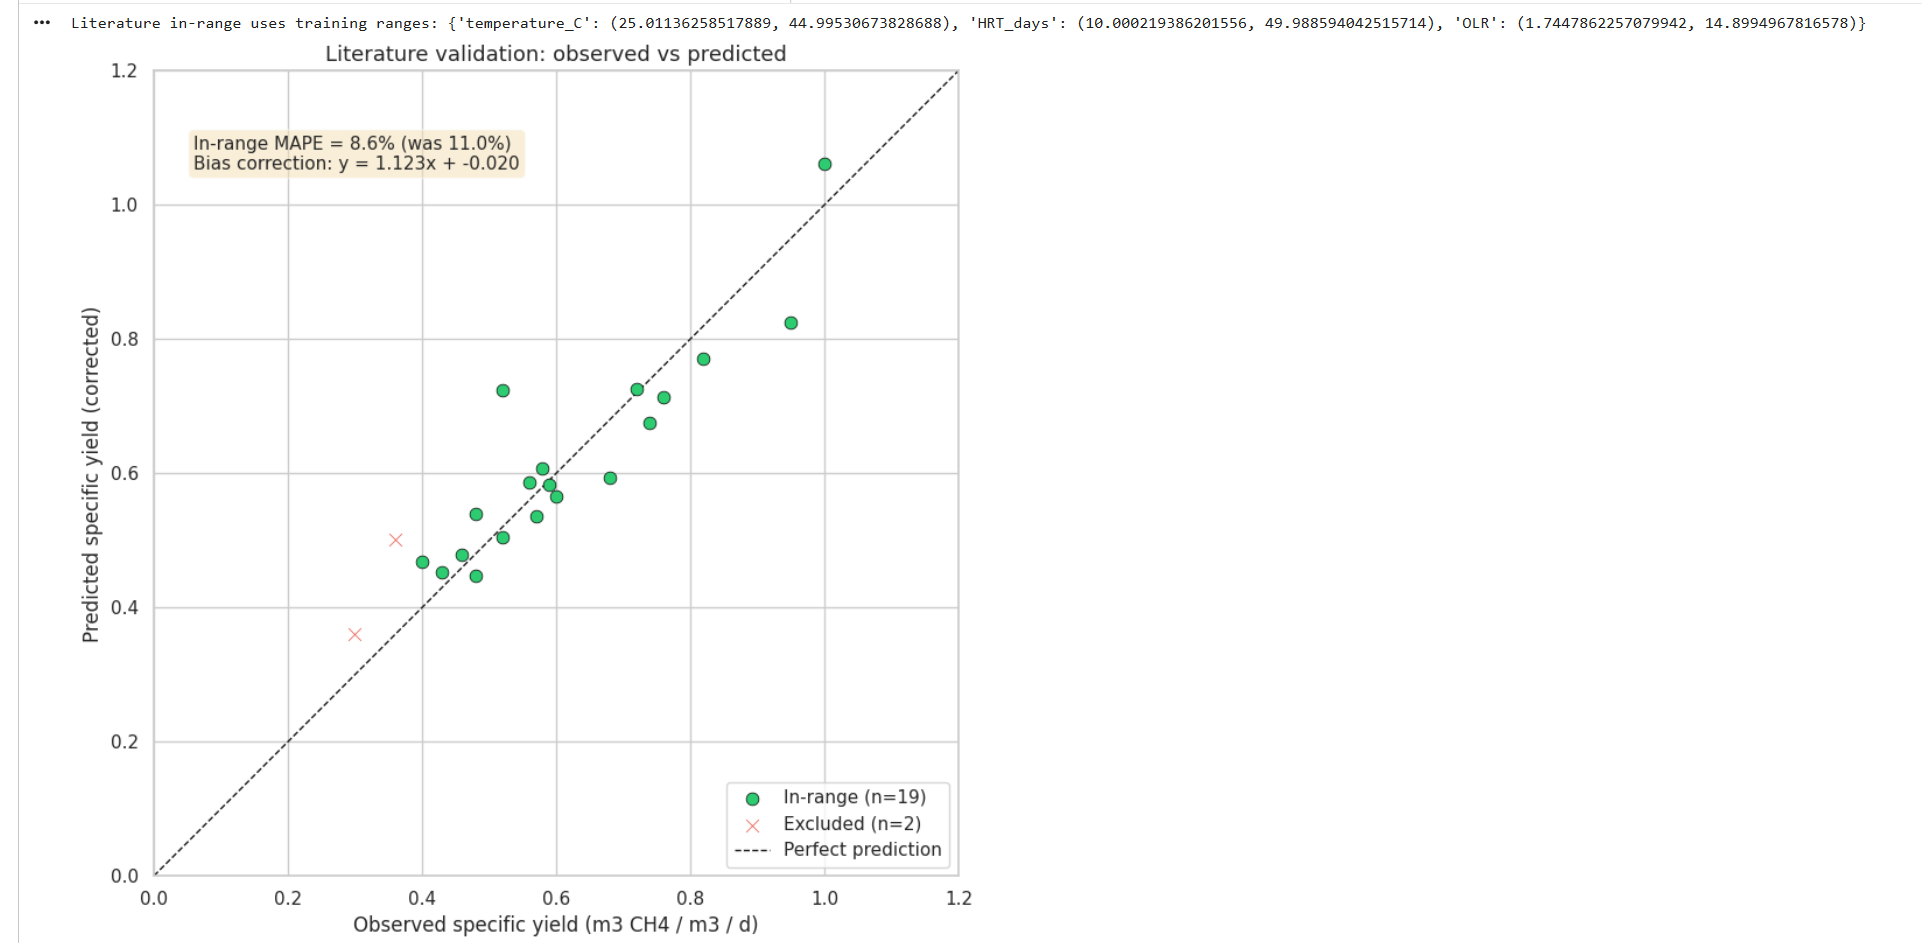 ••• Literature in-range uses training ranges: {'temperature_C': (25.01136258517889, 44.99530673828688), 'HRT_days': (10.000219386201556, 49.988594042515714), 'OLR': (1.7447862257079942, 14.8994967816578)}
Literature validation: observed vs predicted
In-range MAPE = 8.6% (was 11.0%)
Bias correction: y = 1.123x + -0.020
Predicted specific yield (corrected)
1.2
1.0
0.8
0.6
0.4
0.2
0.0
In-range (n=19)
Excluded (n=2)
Perfect prediction
0.0 0.2 0.4 0.6 0.8 1.0 1.2
Observed specific yield (m3 CH4 / m3 / d)